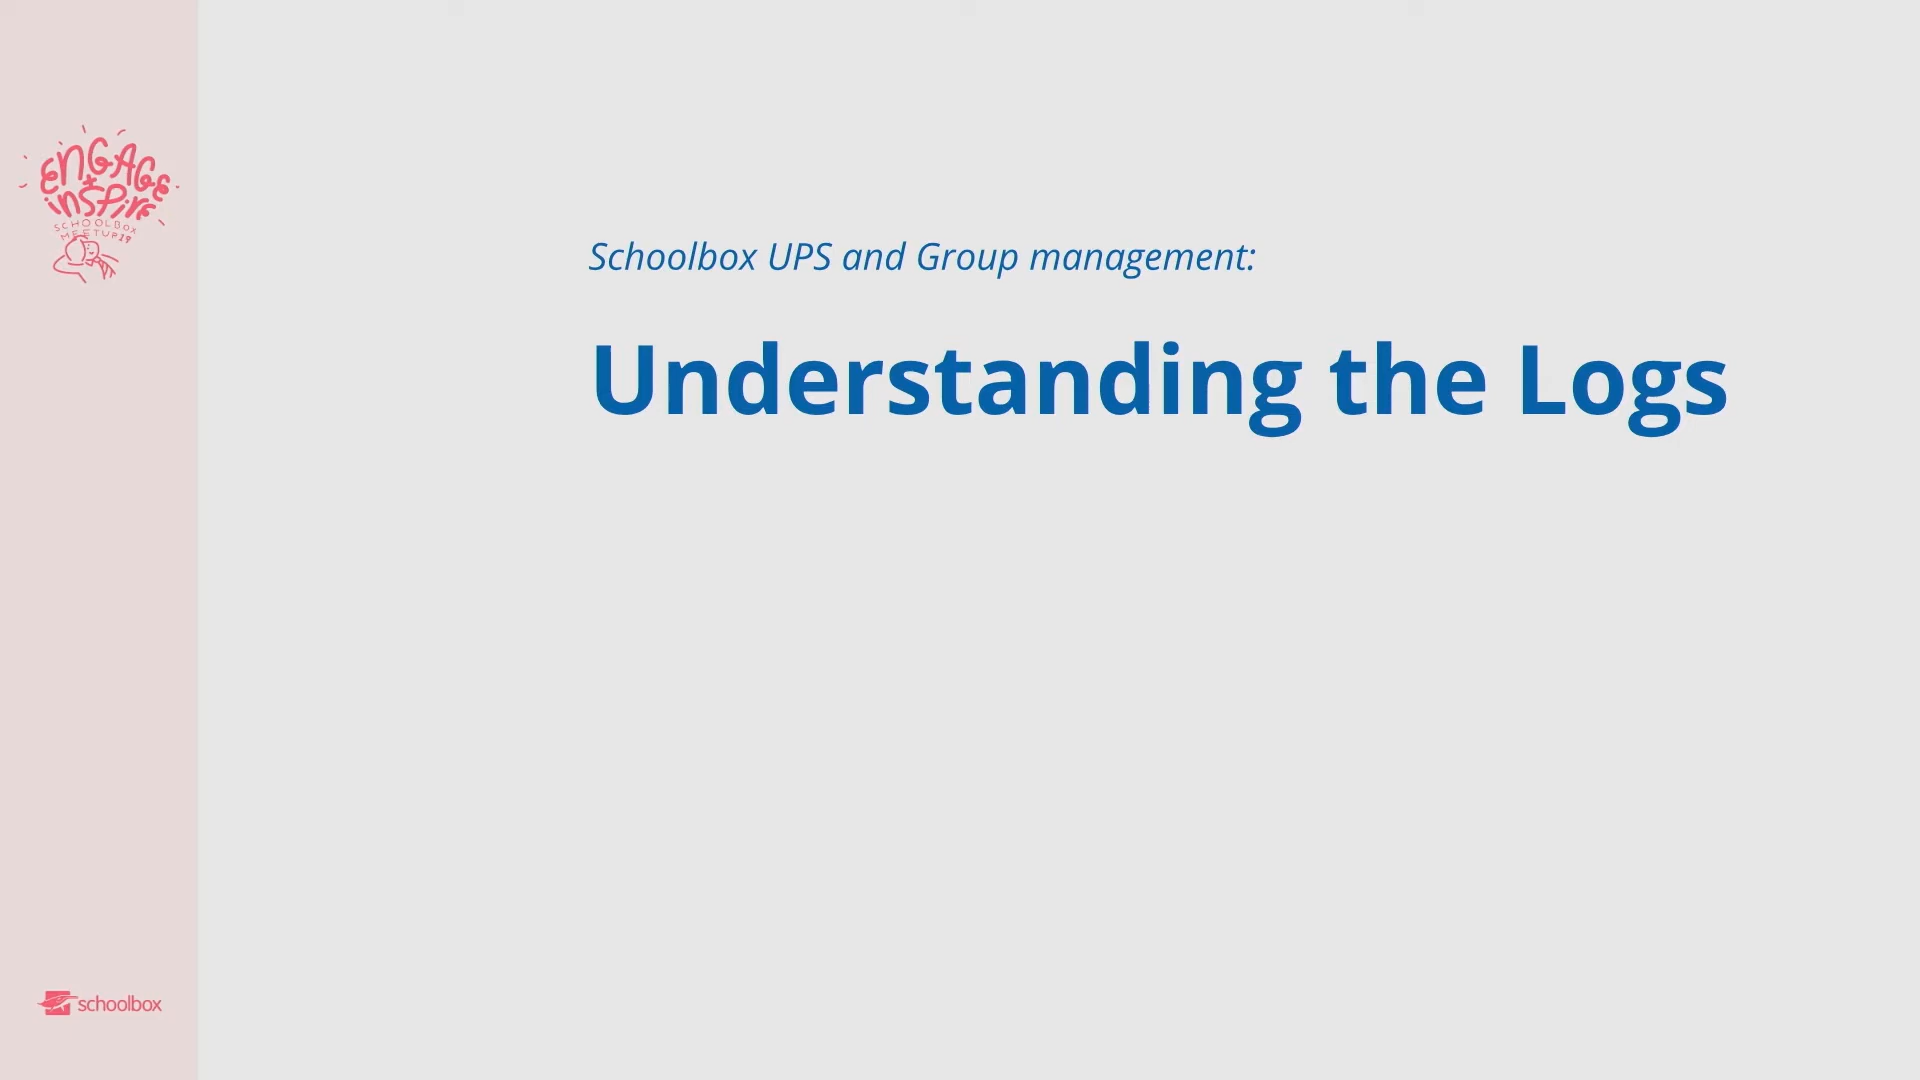 ENGAGE
+
inspire
SCHOOLBOX
MEETUP19
Schoolbox UPS and Group management:
Understanding the Logs
schoolbox